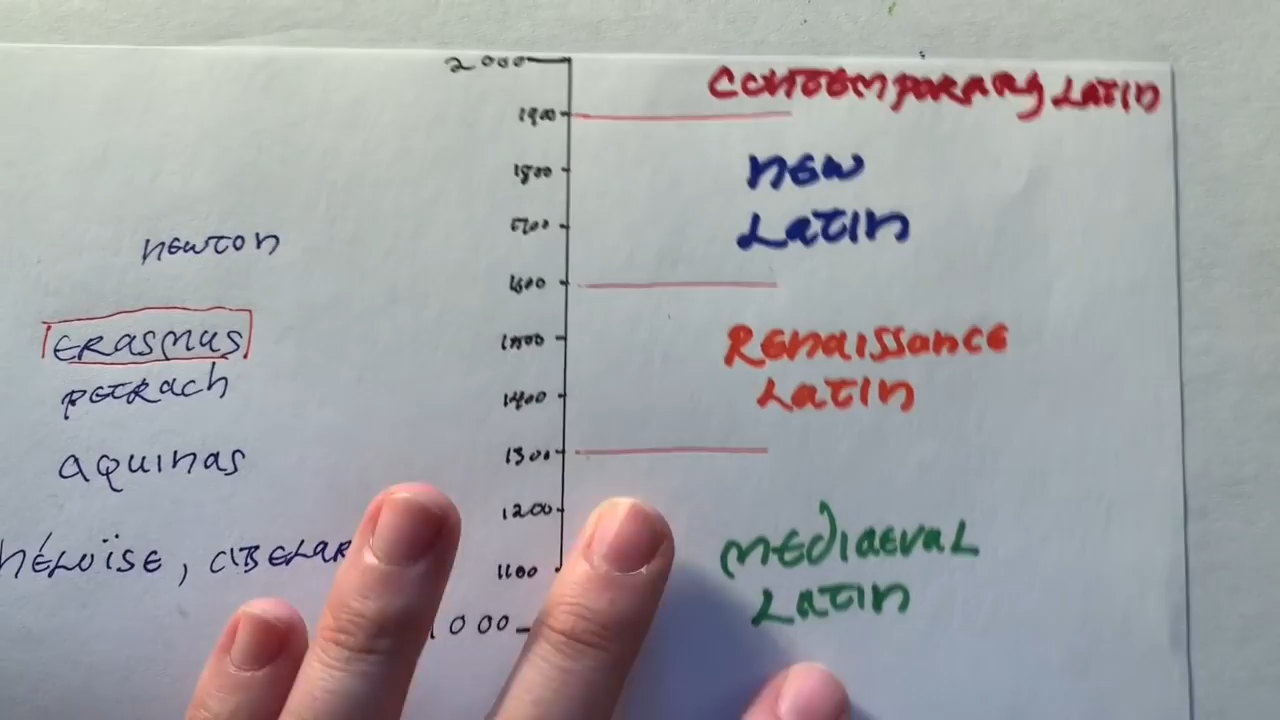 2000
contemporary Latin
1900
1800
new
Latin
1700
newton
1600
Erasmus
1500
Renaissance
Latin
petrach
1400
aquinas
1300
1200
mediaeval
Latin
Héloïse, abelar
1100
1000